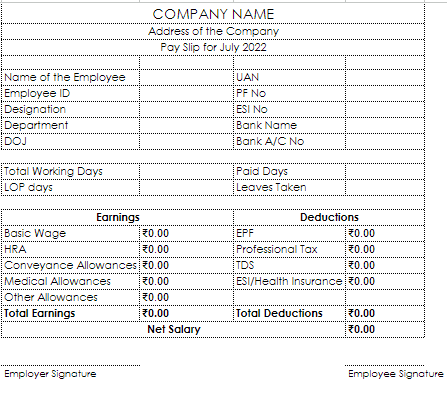 COMPANY NAME
Address of the Company
Pay Slip for July 2022
Name of the Employee UAN
Employee ID PF No
Designation ESI No
Department Bank Name
DOJ Bank A/C No
Total Working Days Paid Days
LOP days Leaves Taken
Earnings Deductions
Basic Wage ₹0.00 EPF ₹0.00
HRA ₹0.00 Professional Tax ₹0.00
Conveyance Allowances ₹0.00 TDS ₹0.00
Medical Allowances ₹0.00 ESI/Health Insurance ₹0.00
Other Allowances ₹0.00
Total Earnings ₹0.00 Total Deductions ₹0.00
Net Salary ₹0.00
Employer Signature Employee Signature